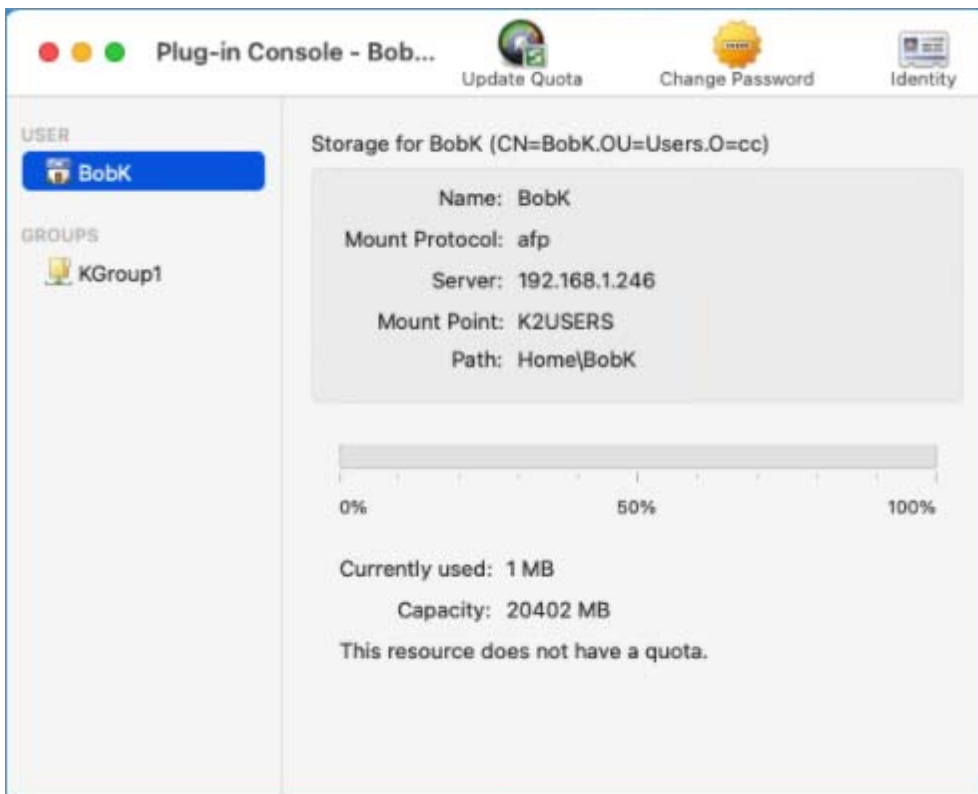 Plug-in Console - Bob...
Update Quota
Change Password
Identity
USER
BobK
GROUPS
KGroup1
Storage for BobK (CN=BobK.OU=Users.O=cc)
Name: BobK
Mount Protocol: afp
Server: 192.168.1.246
Mount Point: K2USERS
Path: Home\BobK
0% 50% 100%
Currently used: 1 MB
Capacity: 20402 MB
This resource does not have a quota.